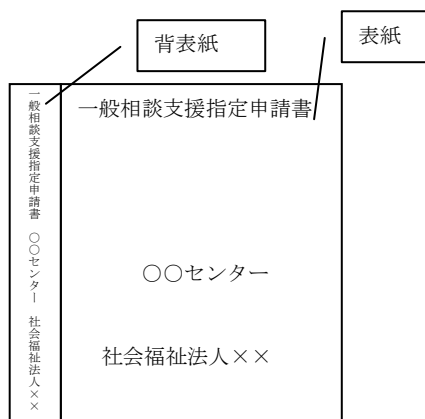 背表紙
表紙
一般相談支援指定申請書　○○センター　社会福祉法人××
一般相談支援指定申請書
○○センター
社会福祉法人××